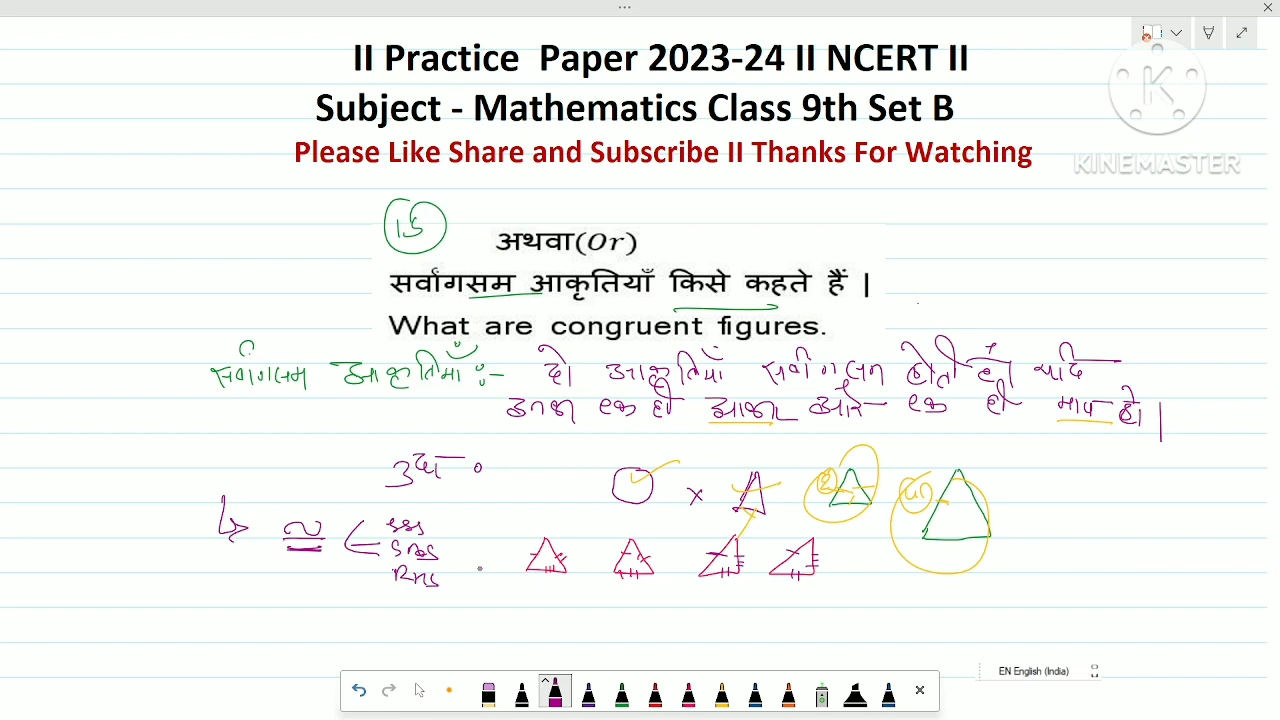 II Practice Paper 2023-24 II NCERT II
Subject - Mathematics Class 9th Set B
Please Like Share and Subscribe II Thanks For Watching
KINEMASTER
15
अथवा(Or)
सर्वांगसम आकृतियाँ किसे कहते हैं |
What are congruent figures.
सर्वांगसम आकृतियाँ :- दो आकृतियाँ सर्वांगसम होती हैं यदि
उनका एक ही आकार और एक ही माप हो |
उदा०
≅
SSS
SAS
RHS
EN English (India)